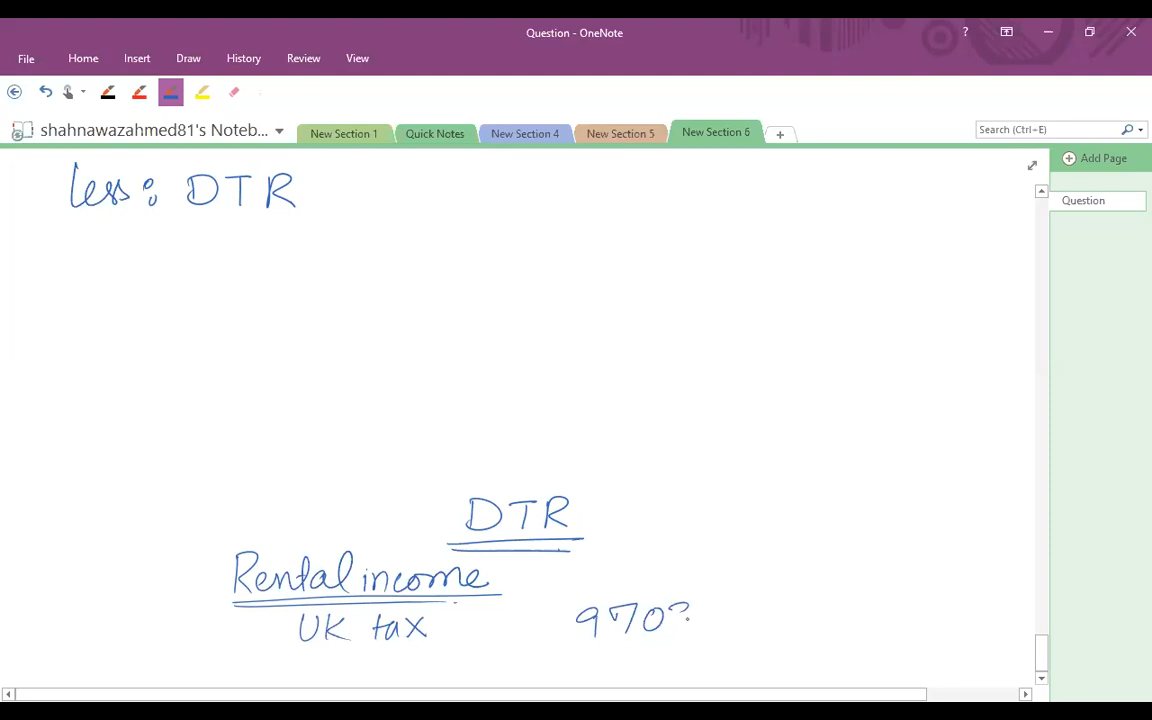 Question - OneNote
?
File Home Insert Draw History Review View
shahnawazahmed81's Noteb... New Section 1 Quick Notes New Section 4 New Section 5 New Section 6 + Search (Ctrl+E)
Add Page
Question
less: DTR
DTR
Rental income
UK tax 970